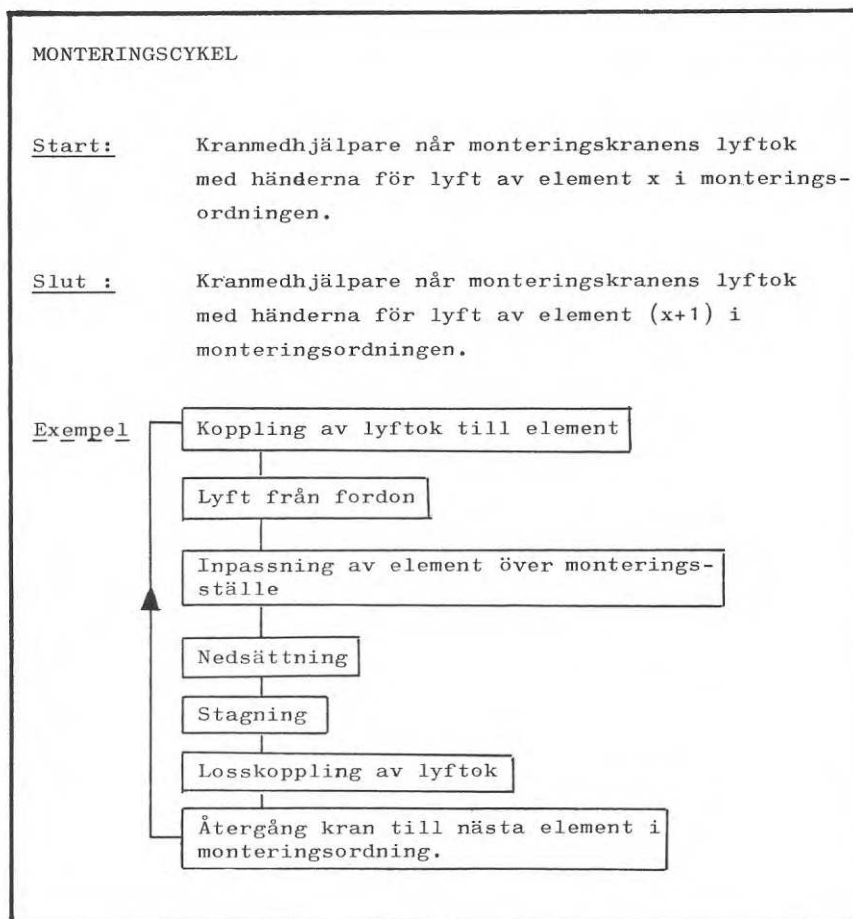 MONTERINGSCYKEL
Start: Kranmedhjälpare når monteringskranens lyftok
med händerna för lyft av element x i monterings-
ordningen.
Slut : Kranmedhjälpare når monteringskranens lyftok
med händerna för lyft av element (x+1) i
monteringsordningen.
Exempel Koppling av lyftok till element
Lyft från fordon
Inpassning av element över monterings-
ställe
Nedsättning
Stagning
Losskoppling av lyftok
Återgång kran till nästa element i
monteringsordning.